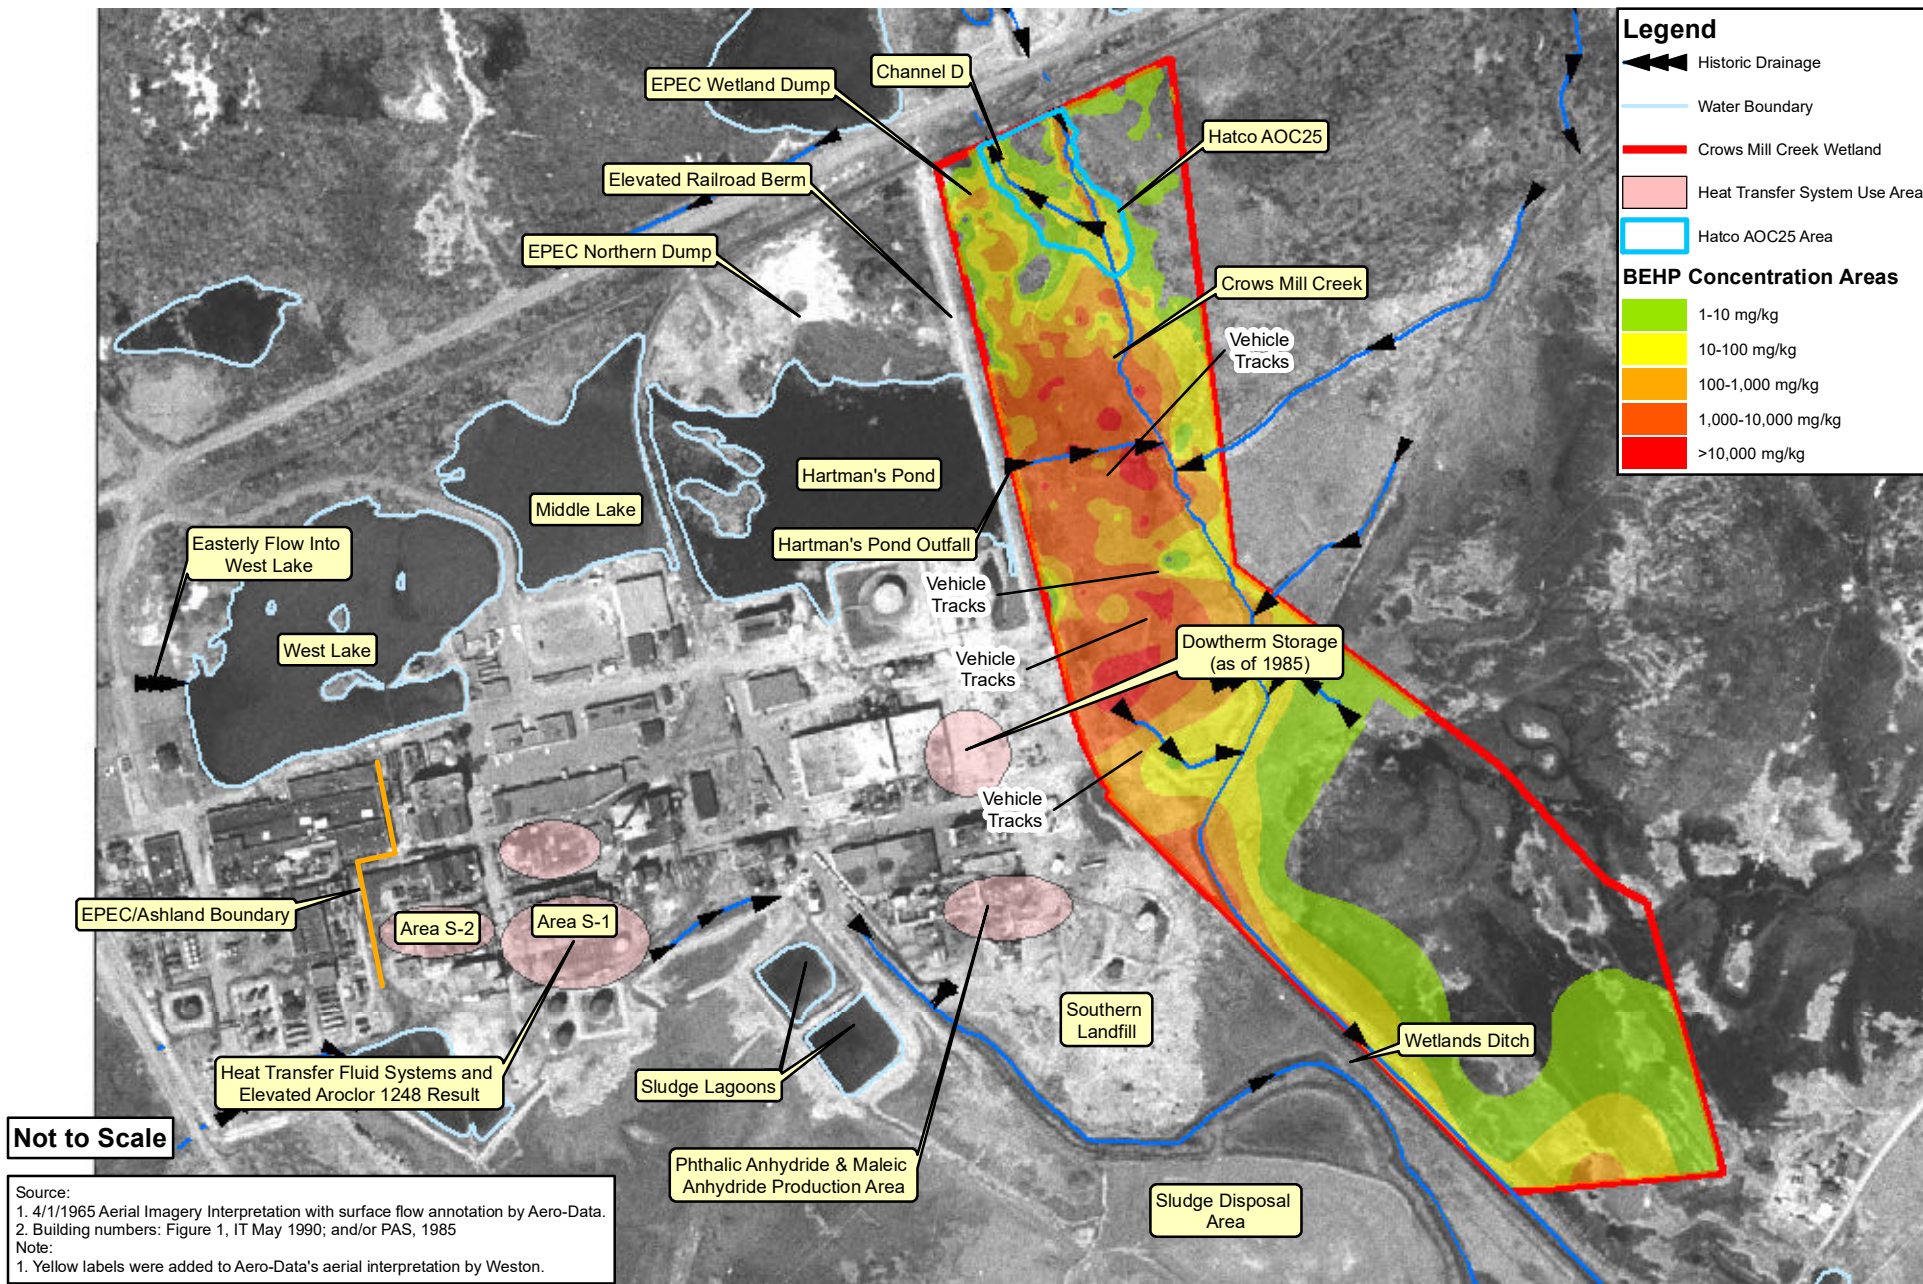 Legend
Historic Drainage
Water Boundary
Crows Mill Creek Wetland
Heat Transfer System Use Area
Hatco AOC25 Area
BEHP Concentration Areas
1-10 mg/kg
10-100 mg/kg
100-1,000 mg/kg
1,000-10,000 mg/kg
>10,000 mg/kg
Channel D
EPEC Wetland Dump
Hatco AOC25
Elevated Railroad Berm
EPEC Northern Dump
Crows Mill Creek
Vehicle
Tracks
Hartman's Pond
Middle Lake
Hartman's Pond Outfall
Easterly Flow Into
West Lake
Vehicle
Tracks
West Lake
Dowtherm Storage
(as of 1985)
Vehicle
Tracks
Vehicle
Tracks
EPEC/Ashland Boundary
Area S-2
Area S-1
Southern
Landfill
Wetlands Ditch
Heat Transfer Fluid Systems and
Elevated Aroclor 1248 Result
Sludge Lagoons
Not to Scale
Phthalic Anhydride & Maleic
Anhydride Production Area
Sludge Disposal
Area
Source:
1. 4/1/1965 Aerial Imagery Interpretation with surface flow annotation by Aero-Data.
2. Building numbers: Figure 1, IT May 1990; and/or PAS, 1985
Note:
1. Yellow labels were added to Aero-Data's aerial interpretation by Weston.